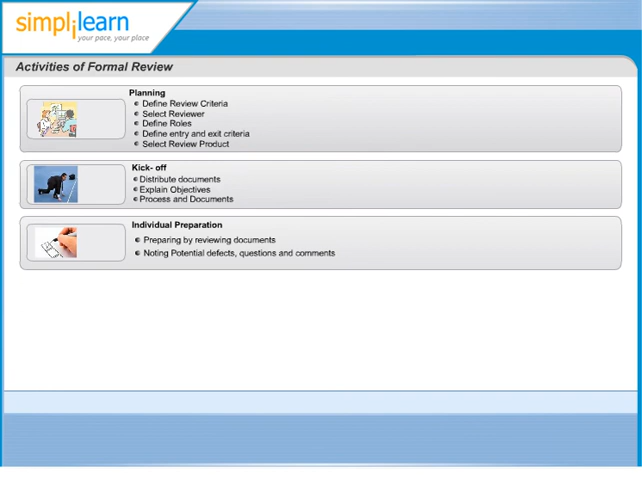 simplilearn
your pace, your place
Activities of Formal Review
Planning
Define Review Criteria
Select Reviewer
Define Roles
Define entry and exit criteria
Select Review Product
Kick- off
Distribute documents
Explain Objectives
Process and Documents
Individual Preparation
Preparing by reviewing documents
Noting Potential defects, questions and comments